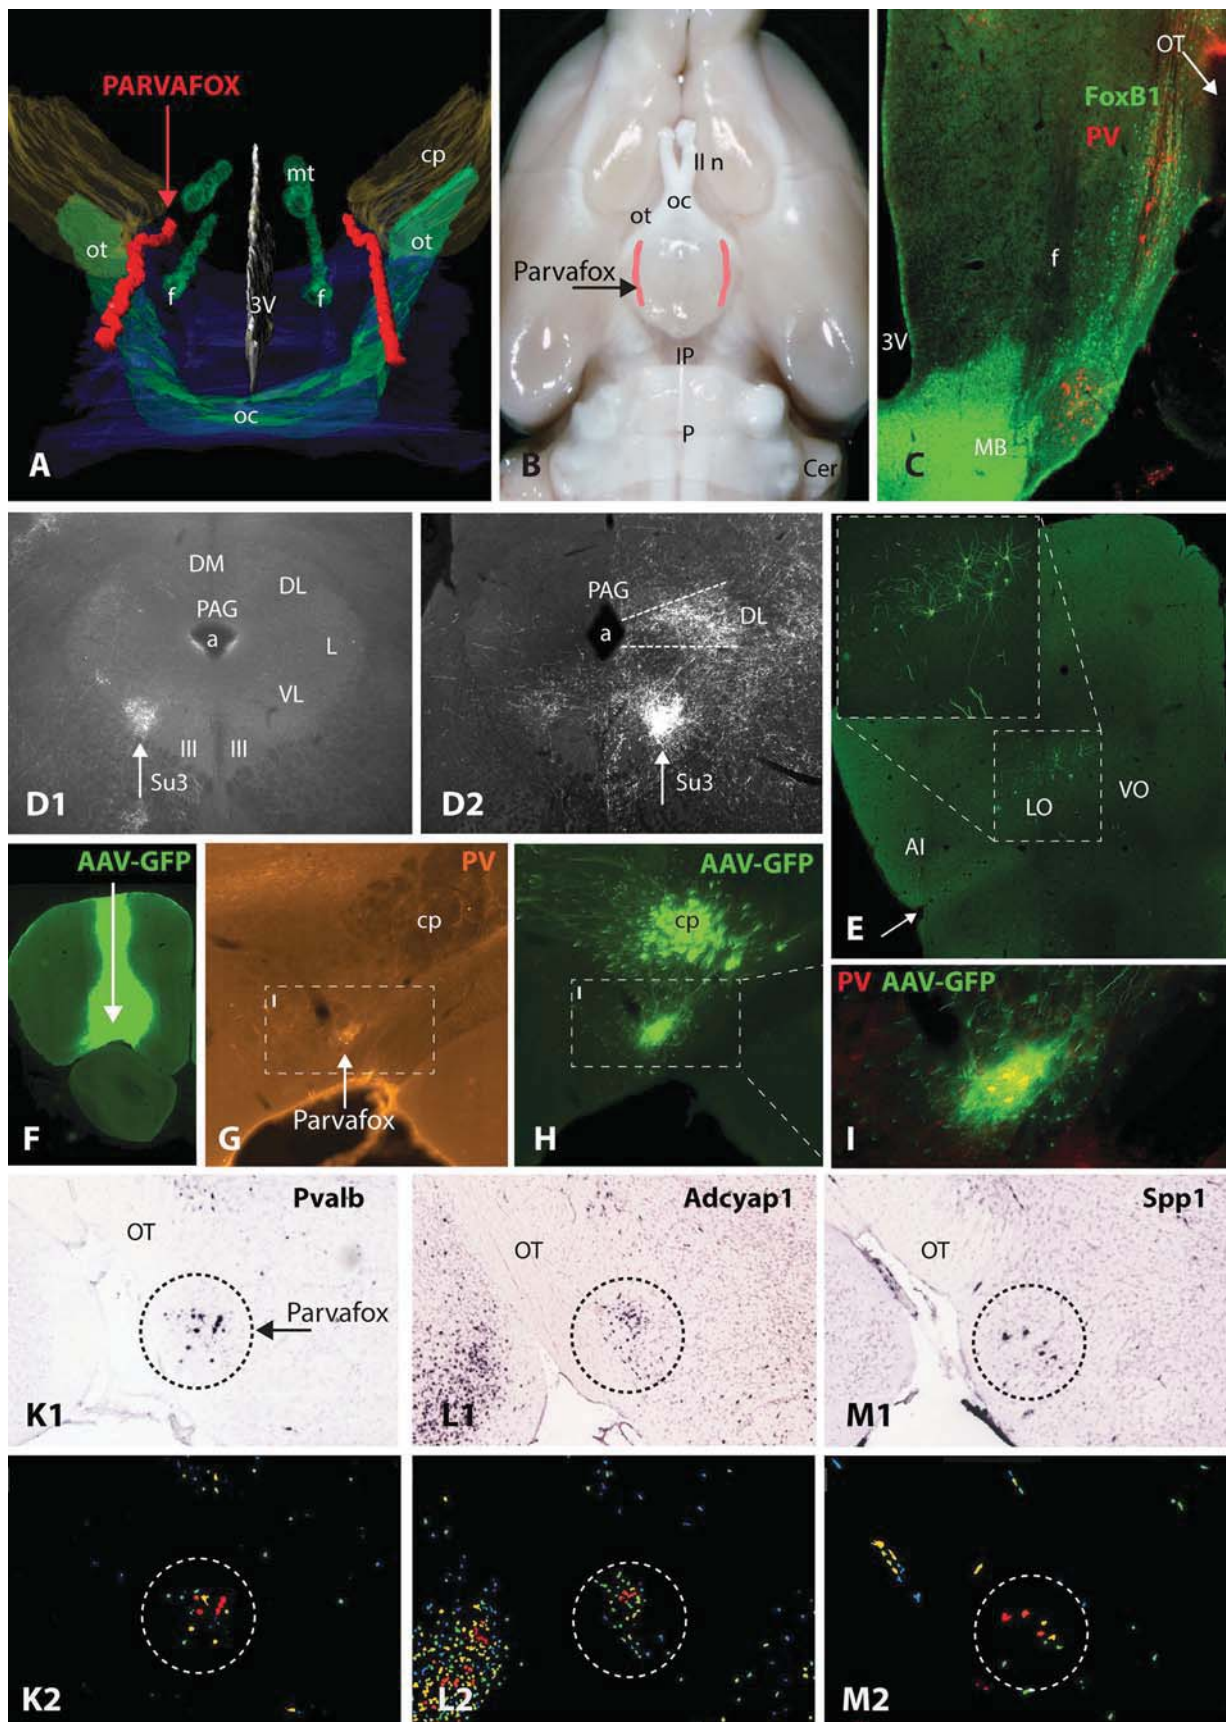 PARVAFOX
cp
mt
ot
ot
f
f
3V
oc
A
II n
oc
ot
Parvafox
IP
P
Cer
B
OT
FoxB1
PV
f
3V
MB
C
DM
DL
PAG
a
L
VL
III
III
Su3
D1
PAG
a
DL
Su3
D2
LO
VO
AI
E
AAV-GFP
F
PV
cp
I
Parvafox
G
AAV-GFP
cp
I
H
PV AAV-GFP
I
Pvalb
OT
Parvafox
K1
Adcyap1
OT
L1
Spp1
OT
M1
K2
L2
M2